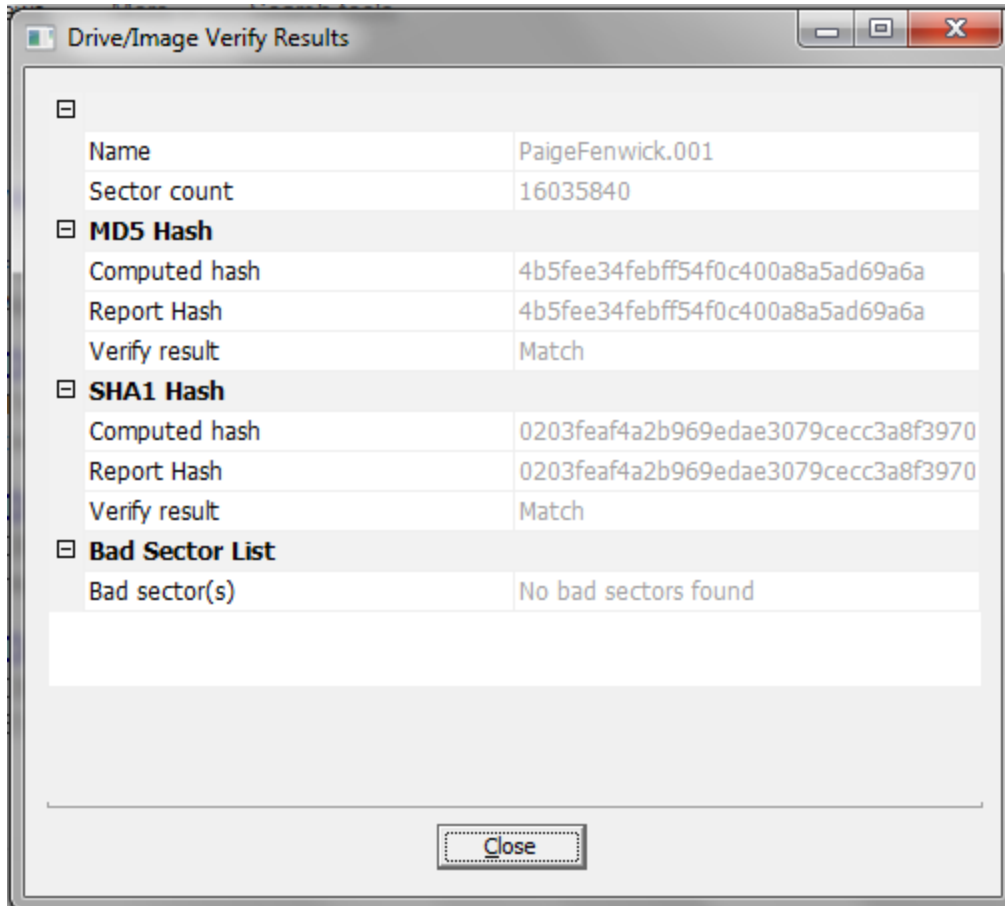 Drive/Image Verify Results
Name PaigeFenwick.001
Sector count 16035840
MD5 Hash
Computed hash 4b5fee34febff54f0c400a8a5ad69a6a
Report Hash 4b5fee34febff54f0c400a8a5ad69a6a
Verify result Match
SHA1 Hash
Computed hash 0203feaf4a2b969edae3079cecc3a8f3970
Report Hash 0203feaf4a2b969edae3079cecc3a8f3970
Verify result Match
Bad Sector List
Bad sector(s) No bad sectors found
Close